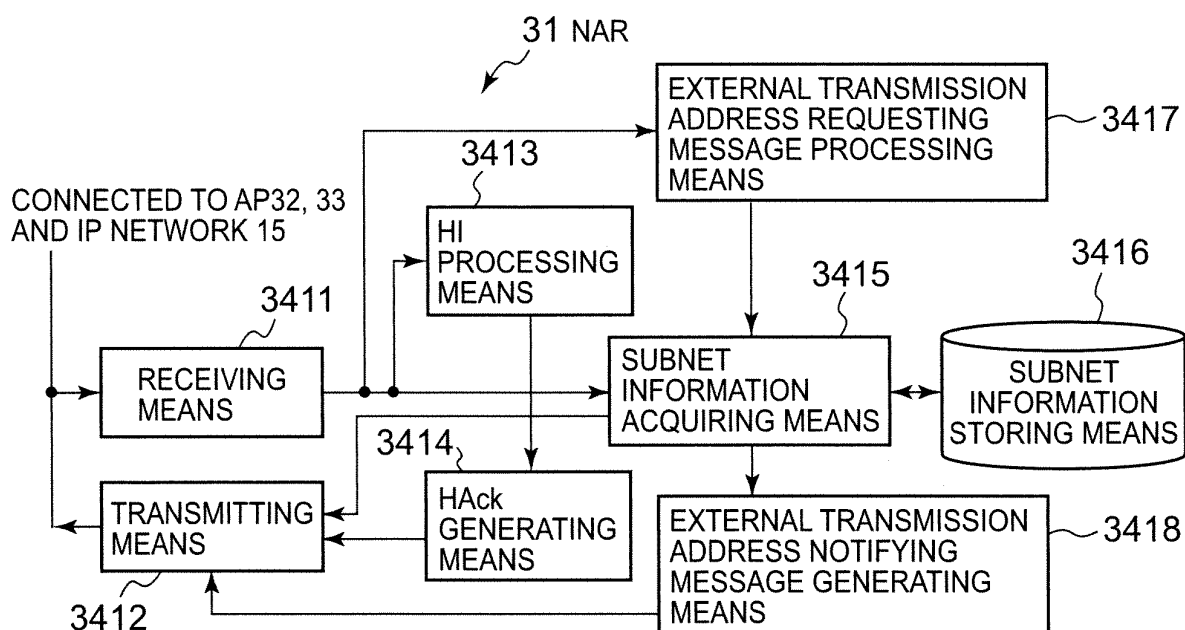 31 NAR
EXTERNAL TRANSMISSION
ADDRESS REQUESTING
MESSAGE PROCESSING
MEANS
3417
3413
CONNECTED TO AP32, 33
AND IP NETWORK 15
HI
PROCESSING
MEANS
3416
3415
3411
RECEIVING
MEANS
SUBNET
INFORMATION
ACQUIRING MEANS
SUBNET
INFORMATION
STORING MEANS
3414
TRANSMITTING
MEANS
HAck
GENERATING
MEANS
EXTERNAL TRANSMISSION
ADDRESS NOTIFYING
MESSAGE GENERATING
MEANS
3418
3412